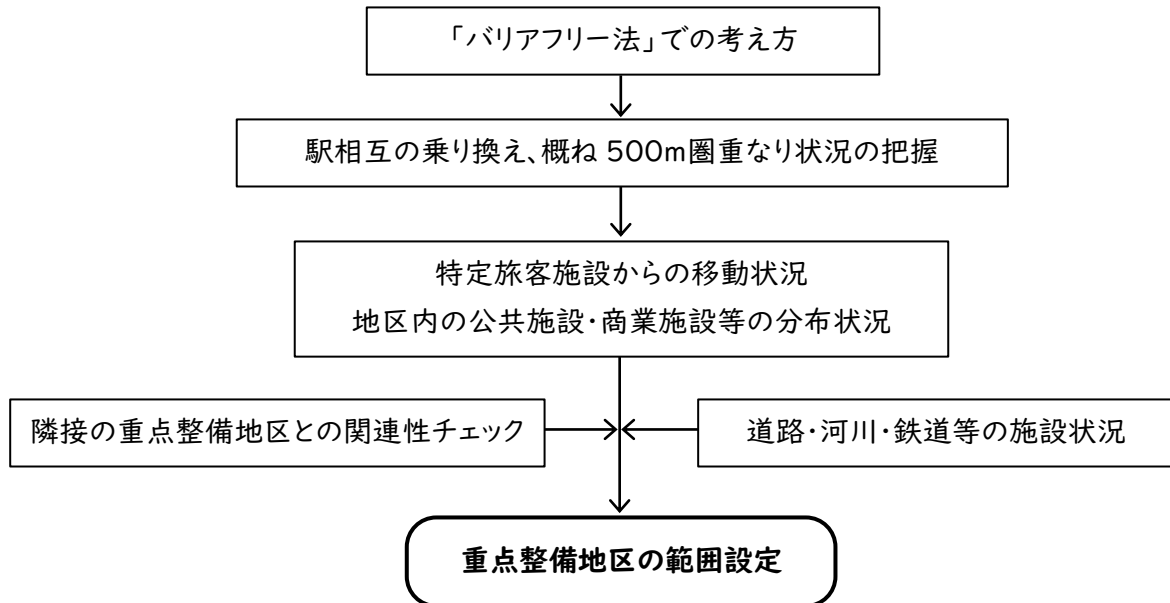 「バリアフリー法」での考え方
駅相互の乗り換え、概ね 500m圏重なり状況の把握
特定旅客施設からの移動状況
地区内の公共施設・商業施設等の分布状況
隣接の重点整備地区との関連性チェック
道路・河川・鉄道等の施設状況
重点整備地区の範囲設定